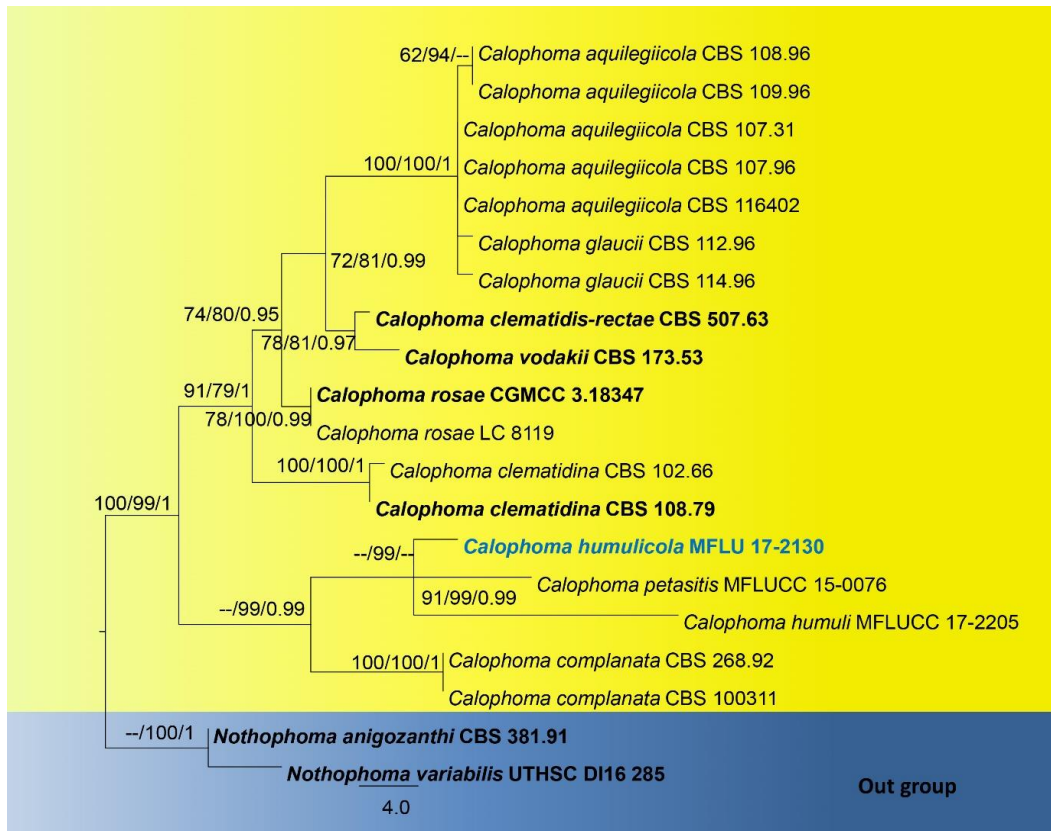 62/94/--
Calophoma aquilegiicola CBS 108.96
Calophoma aquilegiicola CBS 109.96
Calophoma aquilegiicola CBS 107.31
100/100/1
Calophoma aquilegiicola CBS 107.96
Calophoma aquilegiicola CBS 116402
Calophoma glaucii CBS 112.96
72/81/0.99
Calophoma glaucii CBS 114.96
74/80/0.95
Calophoma clematidis-rectae CBS 507.63
78/81/0.97
Calophoma vodakii CBS 173.53
91/79/1
Calophoma rosae CGMCC 3.18347
78/100/0.99
Calophoma rosae LC 8119
100/100/1
Calophoma clematidina CBS 102.66
100/99/1
Calophoma clematidina CBS 108.79
--/99/--
Calophoma humulicola MFLU 17-2130
Calophoma petasitis MFLUCC 15-0076
--/99/0.99
91/99/0.99
Calophoma humuli MFLUCC 17-2205
100/100/1
Calophoma complanata CBS 268.92
Calophoma complanata CBS 100311
--/100/1
Nothophoma anigozanthi CBS 381.91
Nothophoma variabilis UTHSC DI16 285
Out group
4.0